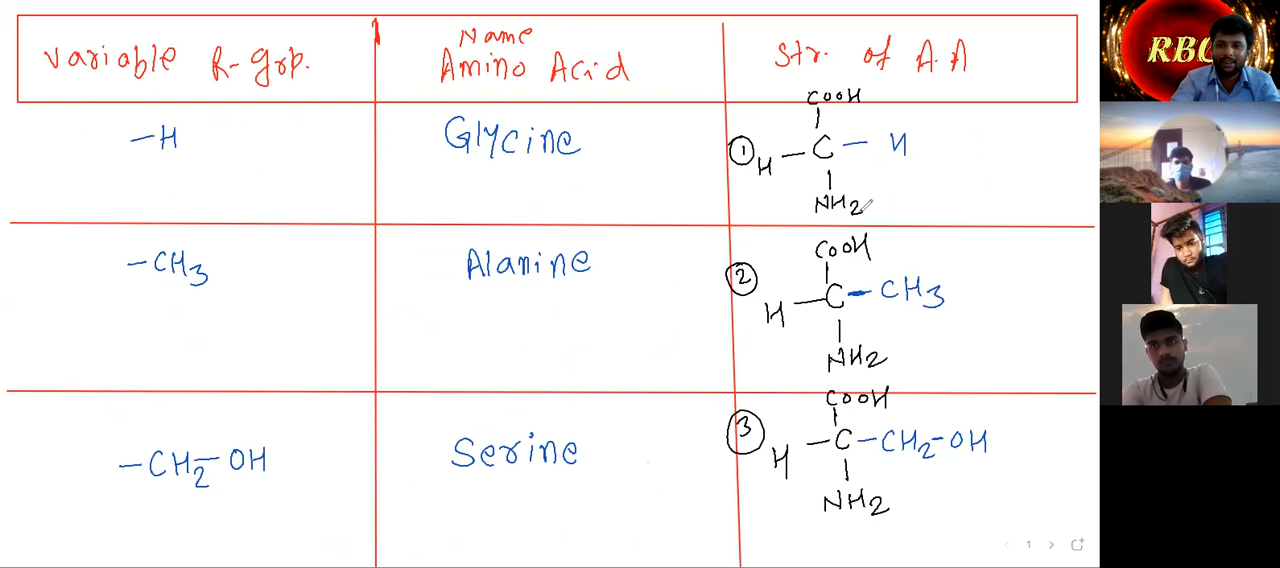 Variable R-grp.
Name
Amino Acid
Str. of A.A
-H
Glycine
COOH
① H - C - H
NH2
-CH3
Alanine
COOH
② H - C - CH3
NH2
-CH2-OH
Serine
COOH
③ H - C - CH2-OH
NH2
1
RBC